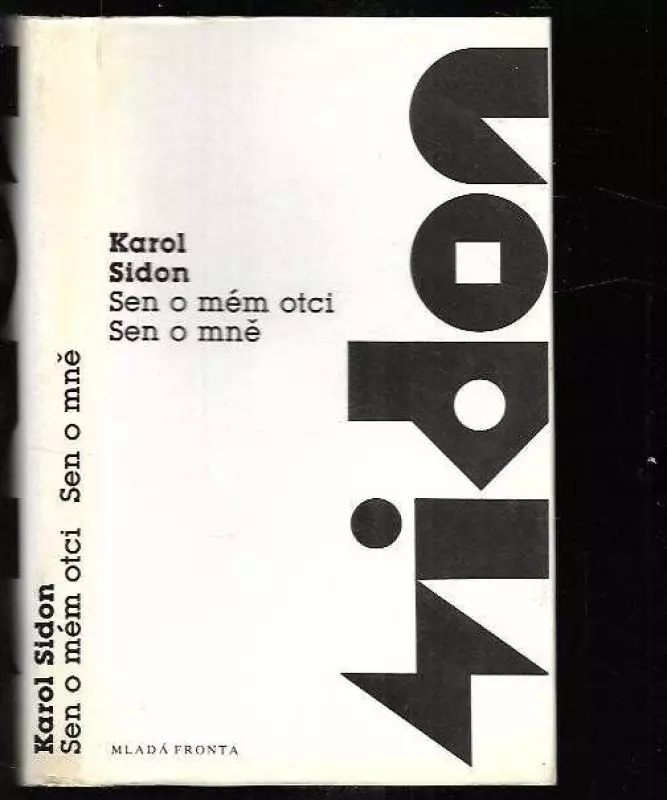 Karol
Sidon
Sen o mém otci
Sen o mně
sidon
MLADÁ FRONTA
Karol Sidon
Sen o mém otci Sen o mně